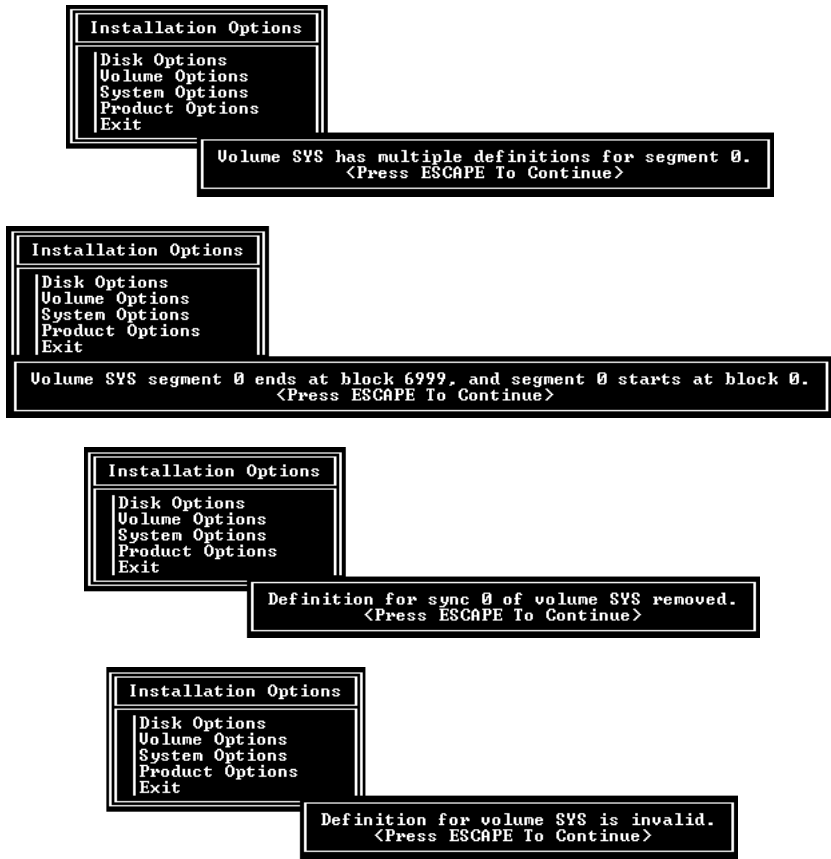 Installation Options
Disk Options
Volume Options
System Options
Product Options
Exit
Volume SYS has multiple definitions for segment 0.
<Press ESCAPE To Continue>
Installation Options
Disk Options
Volume Options
System Options
Product Options
Exit
Volume SYS segment 0 ends at block 6999, and segment 0 starts at block 0.
<Press ESCAPE To Continue>
Installation Options
Disk Options
Volume Options
System Options
Product Options
Exit
Definition for sync 0 of volume SYS removed.
<Press ESCAPE To Continue>
Installation Options
Disk Options
Volume Options
System Options
Product Options
Exit
Definition for volume SYS is invalid.
<Press ESCAPE To Continue>